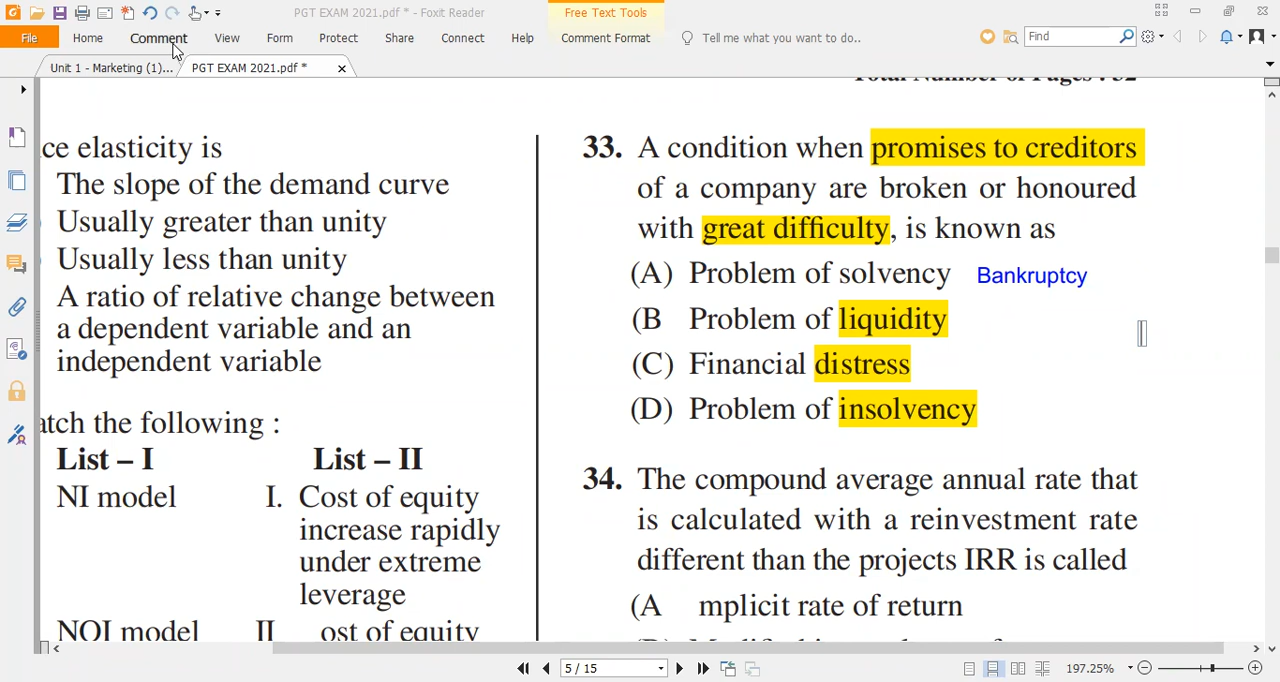 PGT EXAM 2021.pdf * - Foxit Reader
Free Text Tools
File Home Comment View Form Protect Share Connect Help Comment Format Tell me what you want to do.. Find
Unit 1 - Marketing (1)... PGT EXAM 2021.pdf *
Total Number of Pages : 32
ce elasticity is
The slope of the demand curve
Usually greater than unity
Usually less than unity
A ratio of relative change between
a dependent variable and an
independent variable
atch the following :
List – I List – II
NI model I. Cost of equity
increase rapidly
under extreme
leverage
NOI model II ost of equity
33. A condition when promises to creditors
of a company are broken or honoured
with great difficulty, is known as
(A) Problem of solvency Bankruptcy
(B Problem of liquidity
(C) Financial distress
(D) Problem of insolvency
34. The compound average annual rate that
is calculated with a reinvestment rate
different than the projects IRR is called
(A mplicit rate of return
5 / 15
197.25%